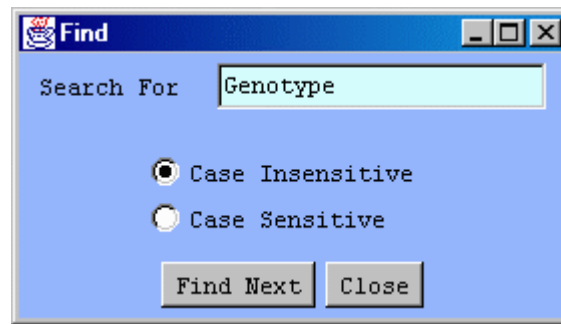 Find
Search For Genotype
Case Insensitive
Case Sensitive
Find Next Close